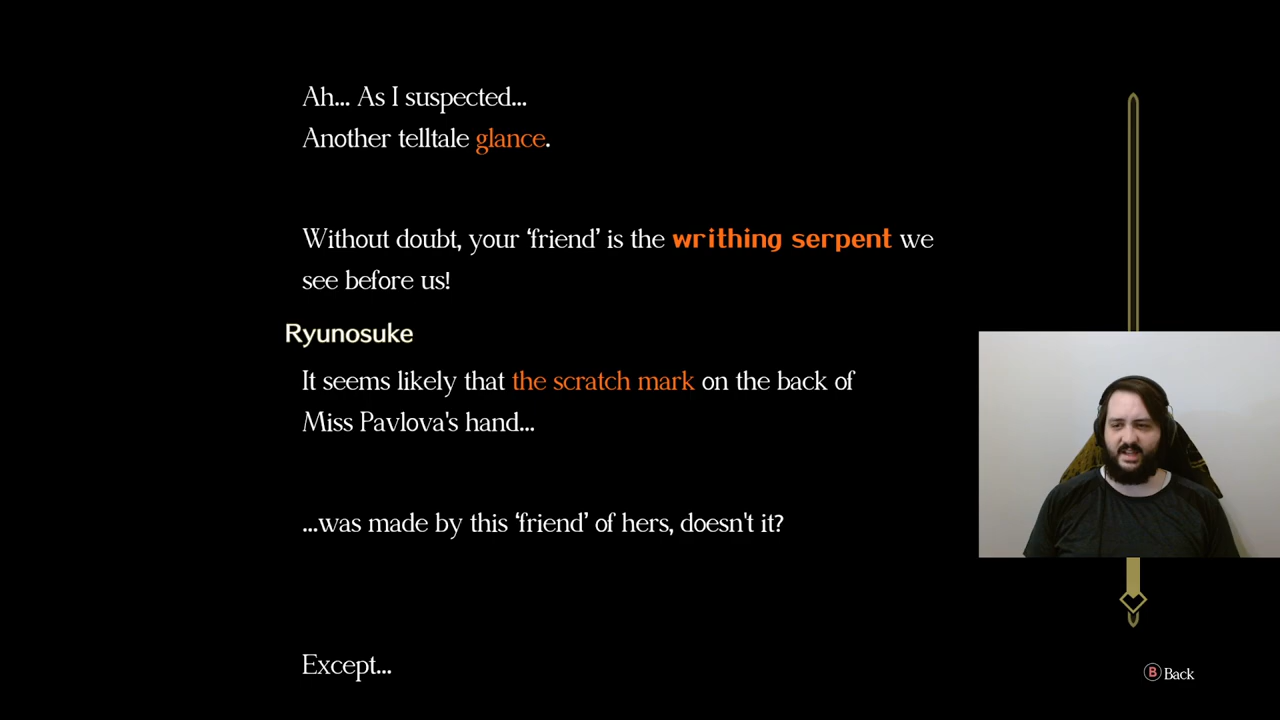 Ah... As I suspected...
Another telltale glance.
Without doubt, your ‘friend’ is the writhing serpent we
see before us!
Ryunosuke
It seems likely that the scratch mark on the back of
Miss Pavlova's hand...
...was made by this ‘friend’ of hers, doesn't it?
Except...
B Back